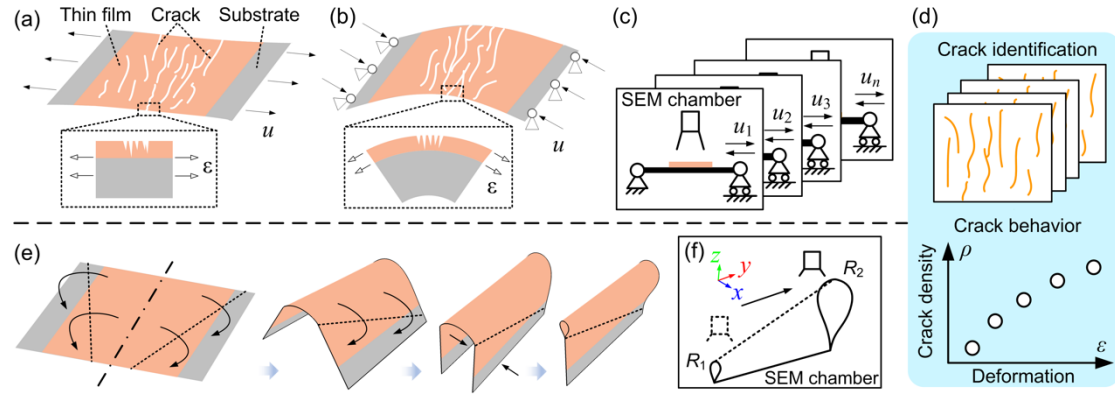 (a)
Thin film
Crack
Substrate
u
ε
(b)
u
ε
(c)
SEM chamber
u1
u2
u3
un
(d)
Crack identification
Crack behavior
ρ
Crack density
ε
Deformation
(e)
(f)
z
y
x
R1
R2
SEM chamber